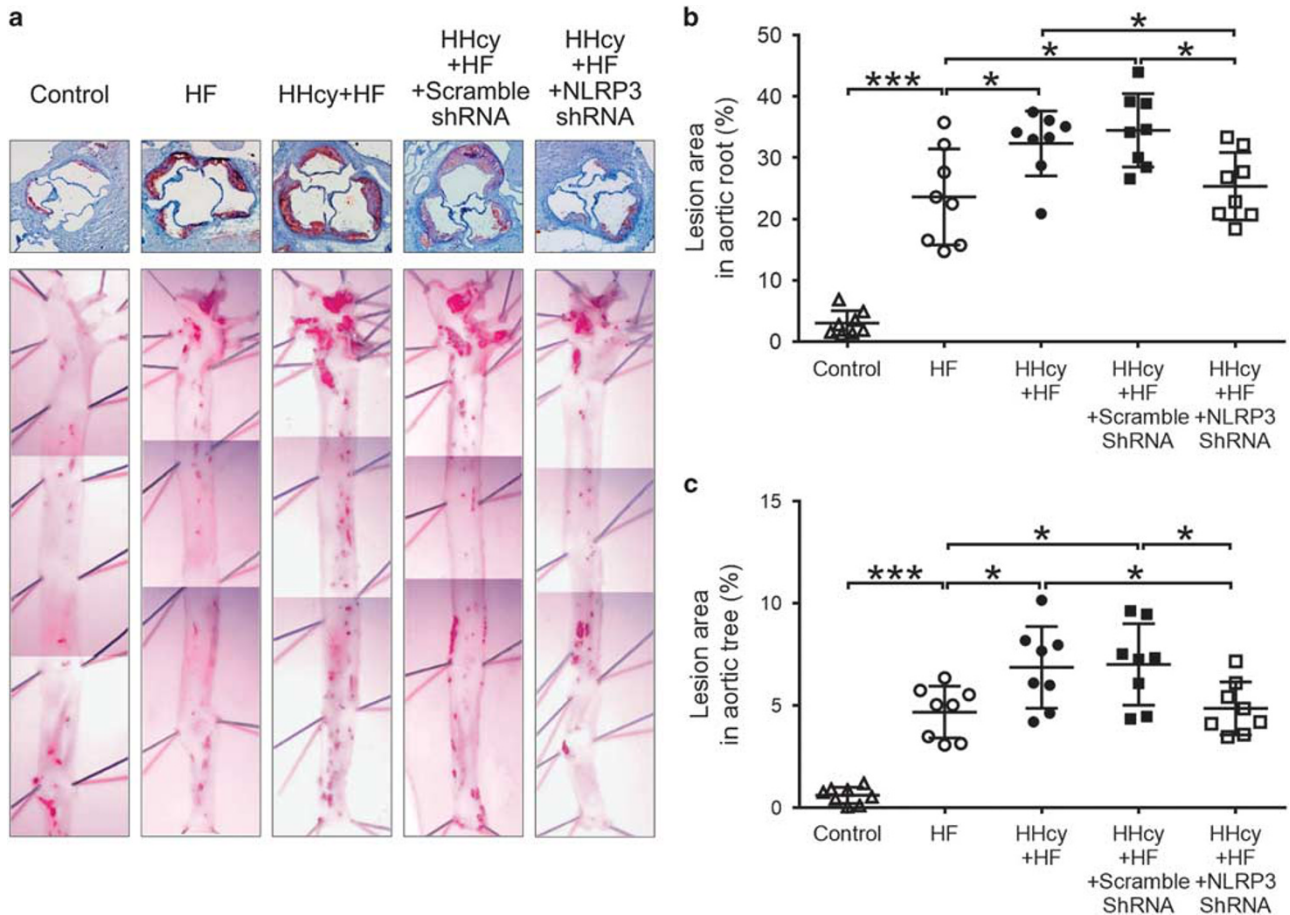 a
Control
HF
HHcy+HF
HHcy
+HF
+Scramble
shRNA
HHcy
+HF
+NLRP3
shRNA
b
Lesion area
in aortic root (%)
50
40
30
20
10
0
***
*
*
*
*
Control
HF
HHcy
+HF
HHcy
+HF
+Scramble
ShRNA
HHcy
+HF
+NLRP3
ShRNA
c
Lesion area
in aortic tree (%)
15
10
5
0
***
*
*
*
*
Control
HF
HHcy
+HF
HHcy
+HF
+Scramble
ShRNA
HHcy
+HF
+NLRP3
ShRNA